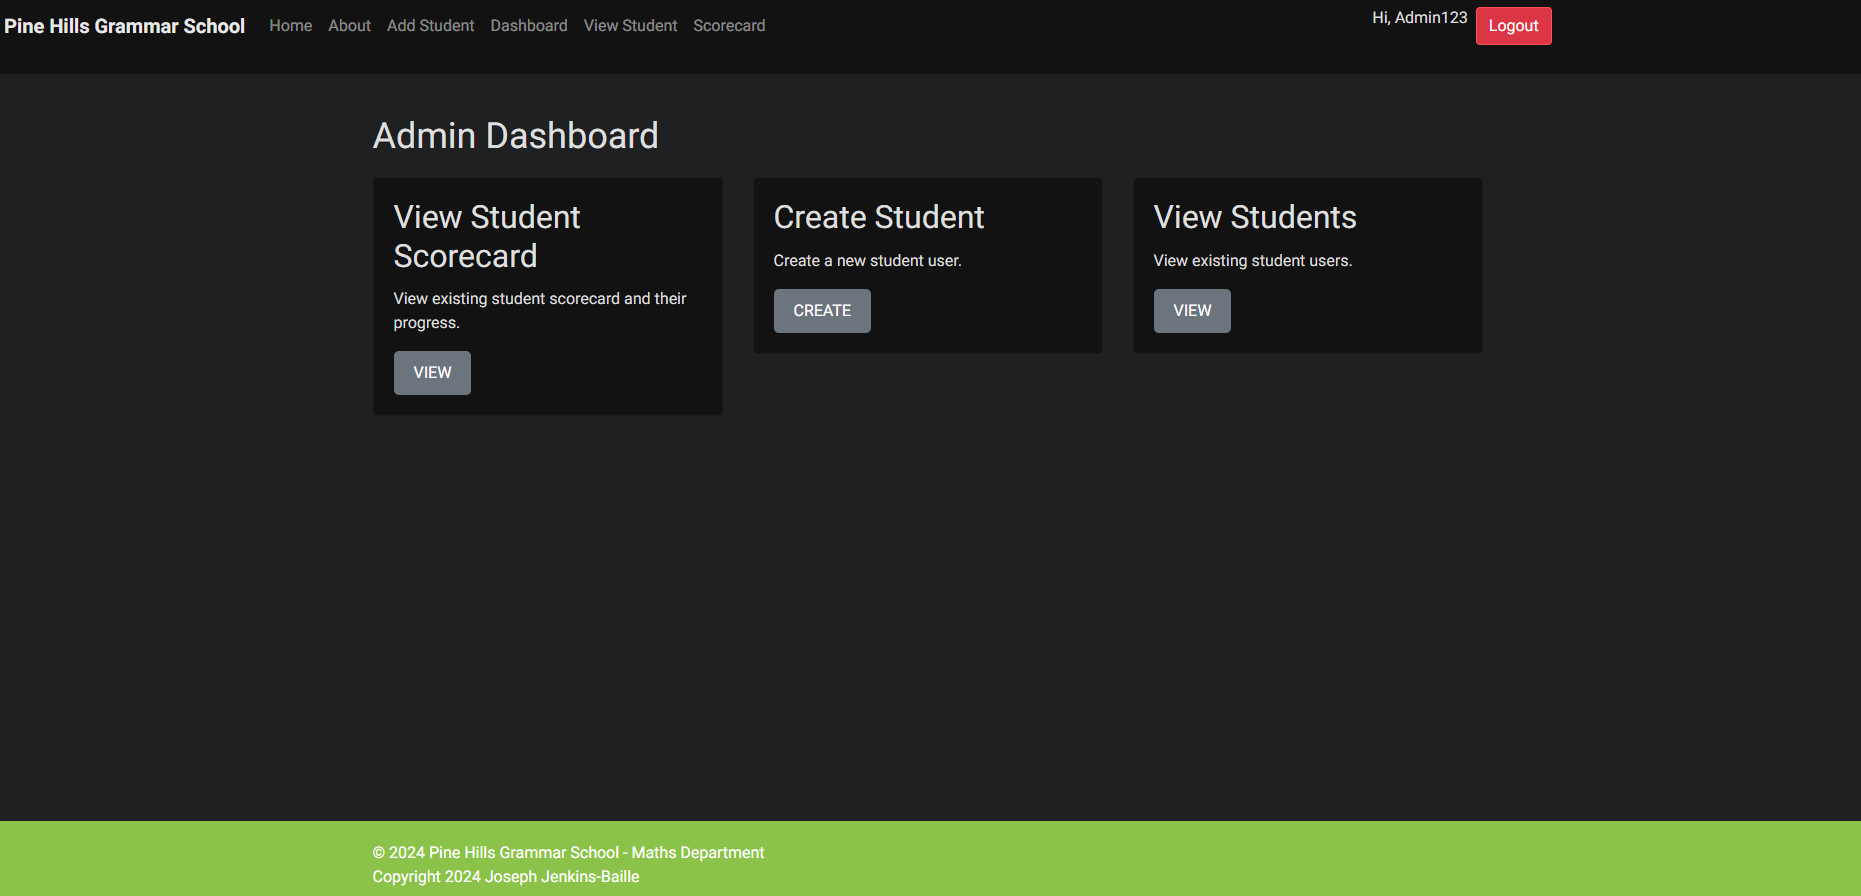 Pine Hills Grammar School Home About Add Student Dashboard View Student Scorecard Hi, Admin123 Logout
Admin Dashboard
View Student
Scorecard
View existing student scorecard and their
progress.
VIEW
Create Student
Create a new student user.
CREATE
View Students
View existing student users.
VIEW
© 2024 Pine Hills Grammar School - Maths Department
Copyright 2024 Joseph Jenkins-Baille